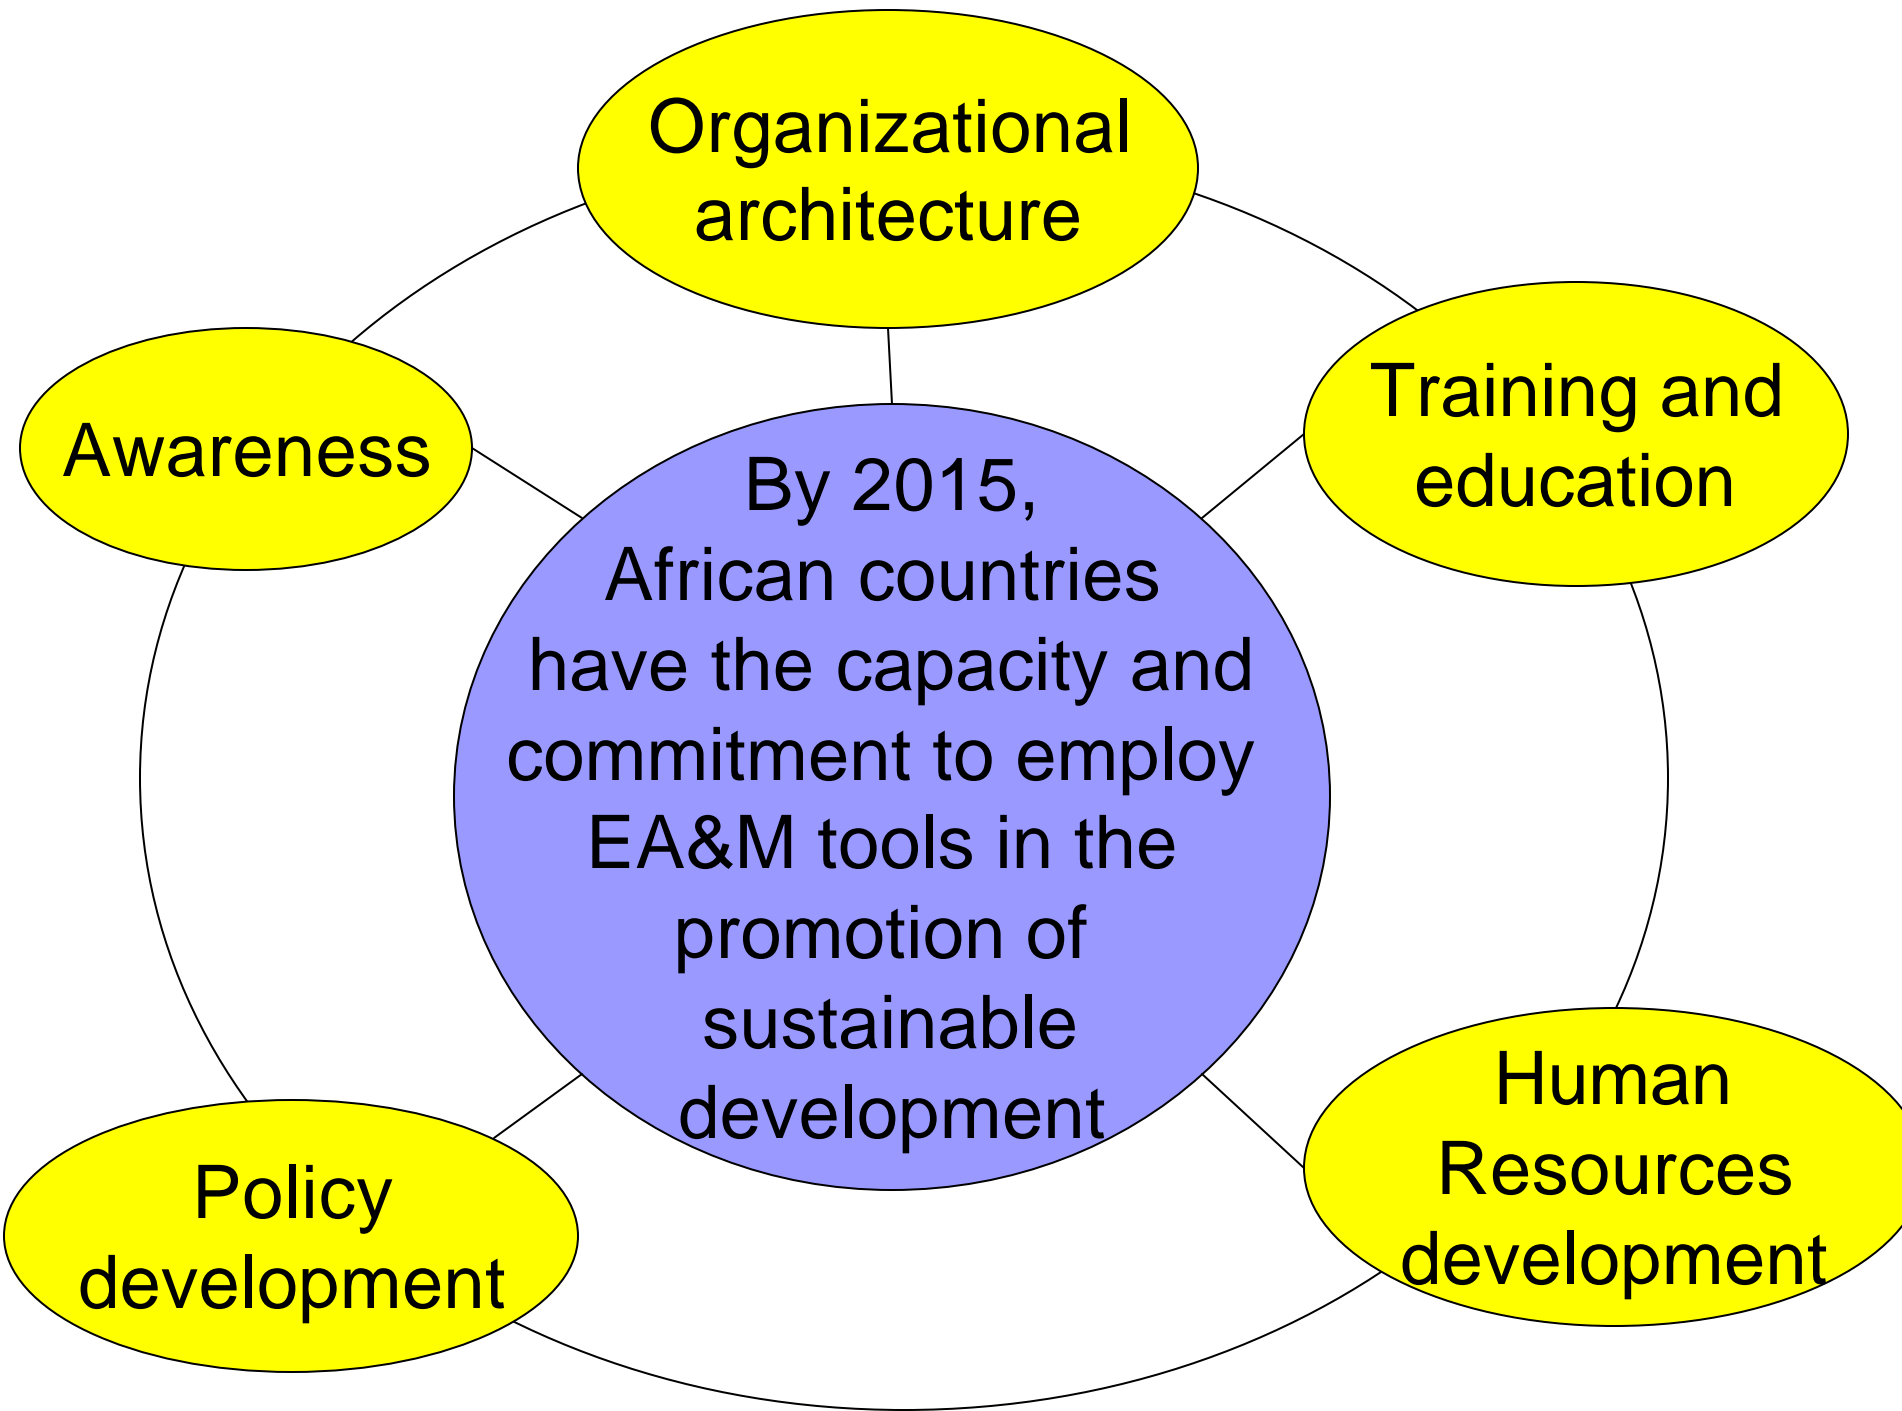 Organizational
architecture
Training and
education
Awareness
By 2015,
African countries
have the capacity and
commitment to employ
EA&M tools in the
promotion of
sustainable
development
Human
Resources
development
Policy
development